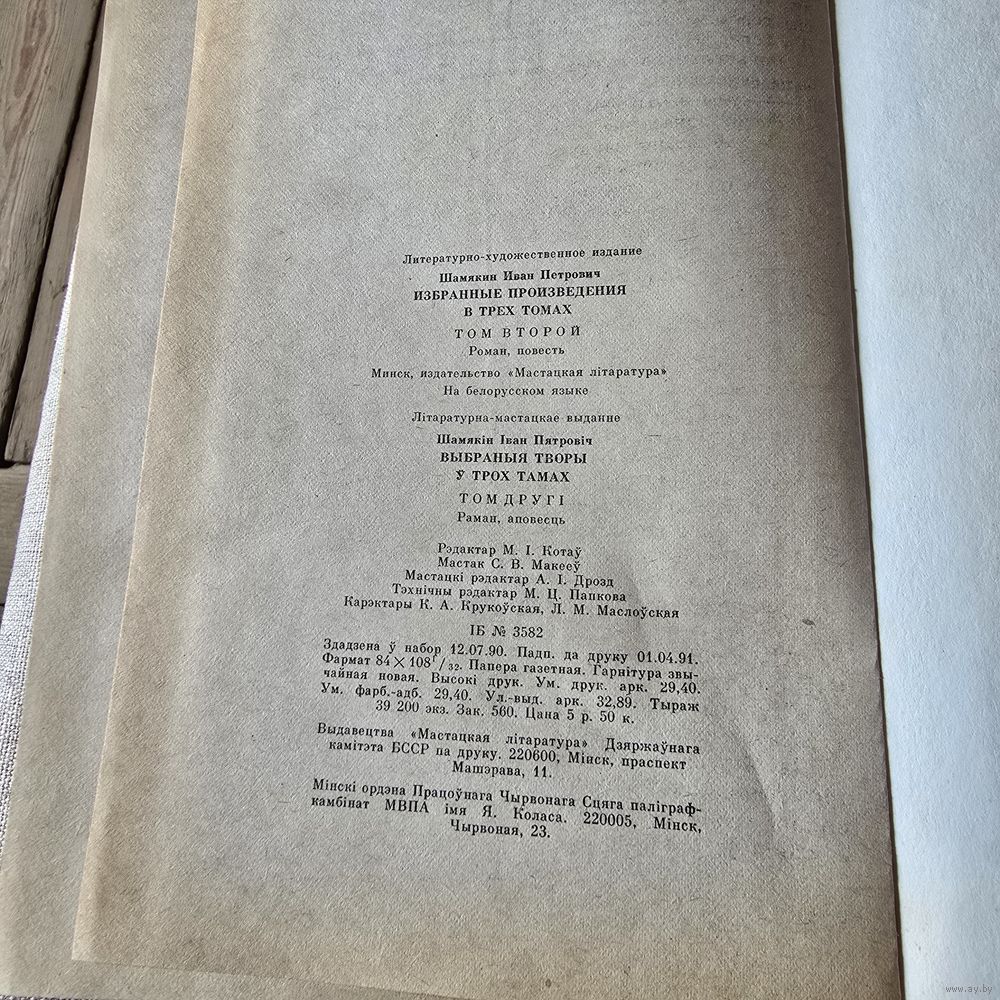 Литературно-художественное издание
Шамякин Иван Петрович
ИЗБРАННЫЕ ПРОИЗВЕДЕНИЯ
В ТРЕХ ТОМАХ
ТОМ ВТОРОЙ
Роман, повесть
Минск, издательство «Мастацкая літаратура»
На белорусском языке
Літаратурна-мастацкае выданне
Шамякін Іван Пятровіч
ВЫБРАНЫЯ ТВОРЫ
Ў ТРОХ ТАМАХ
ТОМ ДРУГІ
Раман, аповесць
Рэдактар М. І. Котаў
Мастак С. В. Макееў
Мастацкі рэдактар А. І. Дрозд
Тэхнічны рэдактар М. Ц. Папкова
Карэктары К. А. Крукоўская, Л. М. Маслоўская
ІБ № 3582
Здадзена ў набор 12.07.90. Падп. да друку 01.04.91.
Фармат 84×108¹/₃₂. Папера газетная. Гарнітура звы-
чайная новая. Высокі друк. Ум. друк. арк. 29,40.
Ум. фарб.-адб. 29,40. Ул.-выд. арк. 32,89. Тыраж
39 200 экз. Зак. 560. Цана 5 р. 50 к.
Выдавецтва «Мастацкая літаратура» Дзяржаўнага
камітэта БССР па друку. 220600, Мінск, праспект
Машэрава, 11.
Мінскі ордэна Працоўнага Чырвонага Сцяга паліграф-
камбінат МВПА імя Я. Коласа. 220005, Мінск,
Чырвоная, 23.
www.ay.by